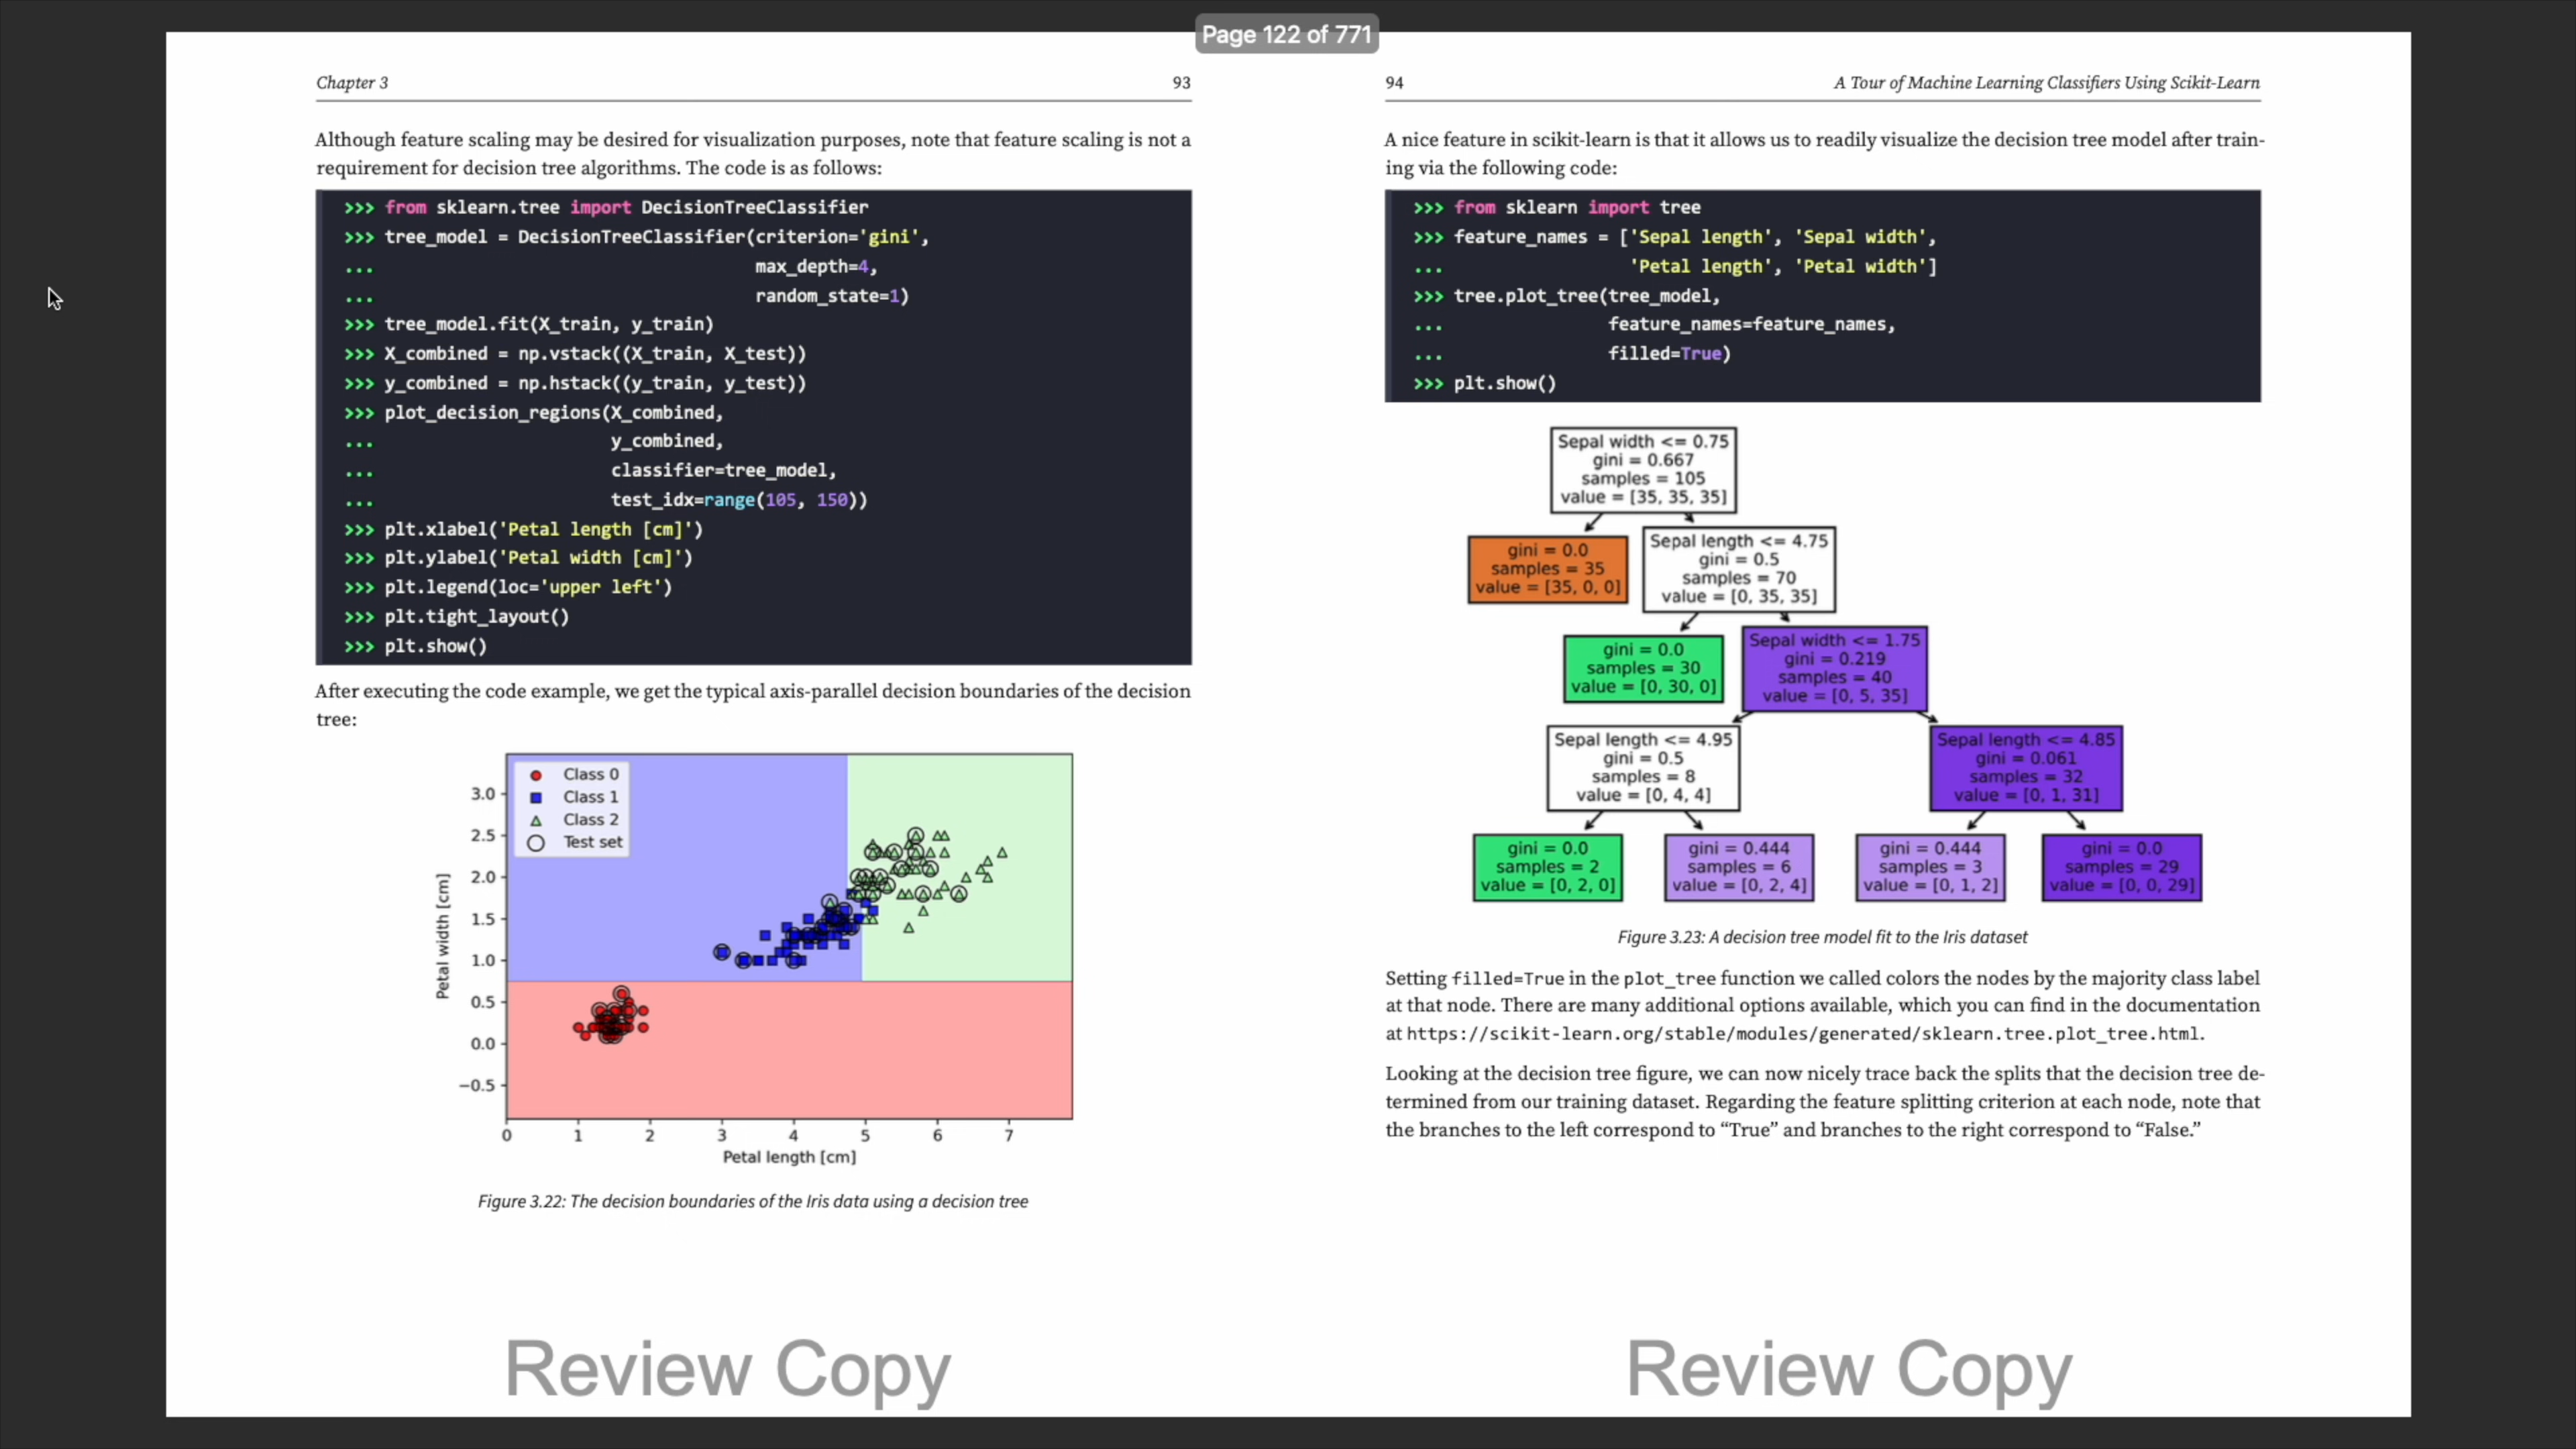 Page 122 of 771
Chapter 3
93
Although feature scaling may be desired for visualization purposes, note that feature scaling is not a
requirement for decision tree algorithms. The code is as follows:
>>> from sklearn.tree import DecisionTreeClassifier
>>> tree_model = DecisionTreeClassifier(criterion='gini',
... max_depth=4,
... random_state=1)
>>> tree_model.fit(X_train, y_train)
>>> X_combined = np.vstack((X_train, X_test))
>>> y_combined = np.hstack((y_train, y_test))
>>> plot_decision_regions(X_combined,
... y_combined,
... classifier=tree_model,
... test_idx=range(105, 150))
>>> plt.xlabel('Petal length [cm]')
>>> plt.ylabel('Petal width [cm]')
>>> plt.legend(loc='upper left')
>>> plt.tight_layout()
>>> plt.show()
After executing the code example, we get the typical axis-parallel decision boundaries of the decision
tree:
Class 0
Class 1
Class 2
Test set
3.0
2.5
2.0
1.5
1.0
0.5
0.0
−0.5
Petal width [cm]
0 1 2 3 4 5 6 7
Petal length [cm]
Figure 3.22: The decision boundaries of the Iris data using a decision tree
Review Copy
94
A Tour of Machine Learning Classifiers Using Scikit-Learn
A nice feature in scikit-learn is that it allows us to readily visualize the decision tree model after train-
ing via the following code:
>>> from sklearn import tree
>>> feature_names = ['Sepal length', 'Sepal width',
... 'Petal length', 'Petal width']
>>> tree.plot_tree(tree_model,
... feature_names=feature_names,
... filled=True)
>>> plt.show()
Sepal width <= 0.75
gini = 0.667
samples = 105
value = [35, 35, 35]
gini = 0.0
samples = 35
value = [35, 0, 0]
Sepal length <= 4.75
gini = 0.5
samples = 70
value = [0, 35, 35]
gini = 0.0
samples = 30
value = [0, 30, 0]
Sepal width <= 1.75
gini = 0.219
samples = 40
value = [0, 5, 35]
Sepal length <= 4.95
gini = 0.5
samples = 8
value = [0, 4, 4]
Sepal length <= 4.85
gini = 0.061
samples = 32
value = [0, 1, 31]
gini = 0.0
samples = 2
value = [0, 2, 0]
gini = 0.444
samples = 6
value = [0, 2, 4]
gini = 0.444
samples = 3
value = [0, 1, 2]
gini = 0.0
samples = 29
value = [0, 0, 29]
Figure 3.23: A decision tree model fit to the Iris dataset
Setting filled=True in the plot_tree function we called colors the nodes by the majority class label
at that node. There are many additional options available, which you can find in the documentation
at https://scikit-learn.org/stable/modules/generated/sklearn.tree.plot_tree.html.
Looking at the decision tree figure, we can now nicely trace back the splits that the decision tree de-
termined from our training dataset. Regarding the feature splitting criterion at each node, note that
the branches to the left correspond to “True” and branches to the right correspond to “False.”
Review Copy